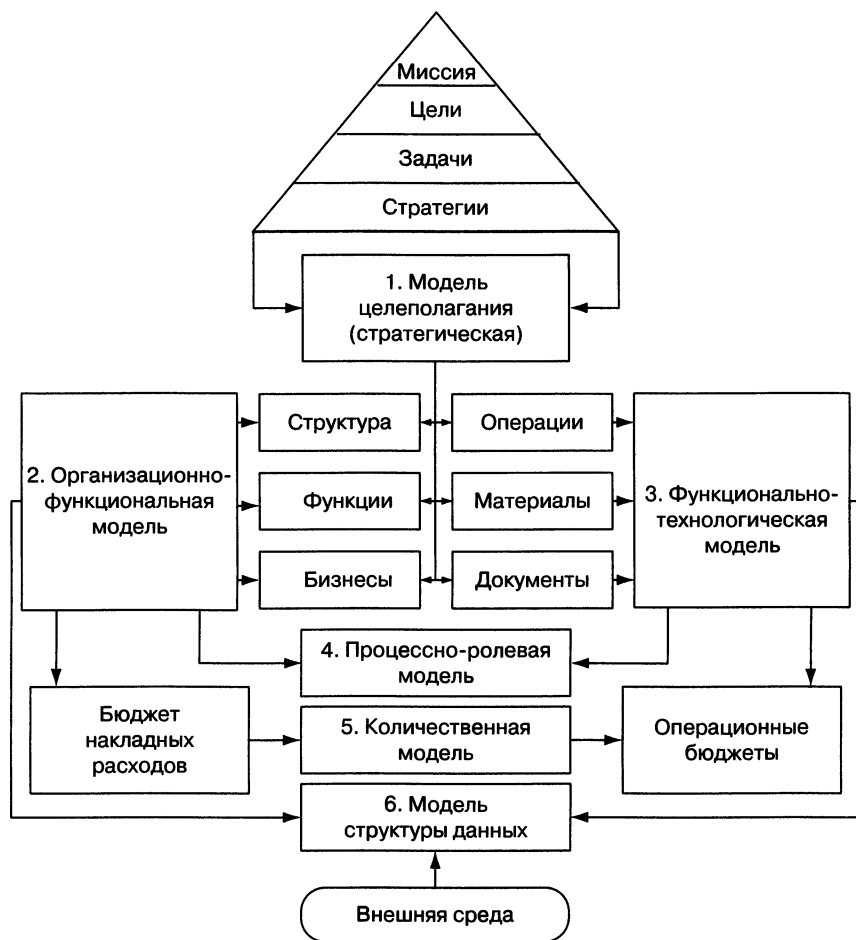 Миссия
Цели
Задачи
Стратегии
1. Модель
целеполагания
(стратегическая)
Структура
Операции
2. Организационно-
функциональная
модель
Функции
Материалы
3. Функционально-
технологическая
модель
Бизнесы
Документы
4. Процессно-ролевая
модель
Бюджет
накладных
расходов
5. Количественная
модель
Операционные
бюджеты
6. Модель
структуры данных
Внешняя среда